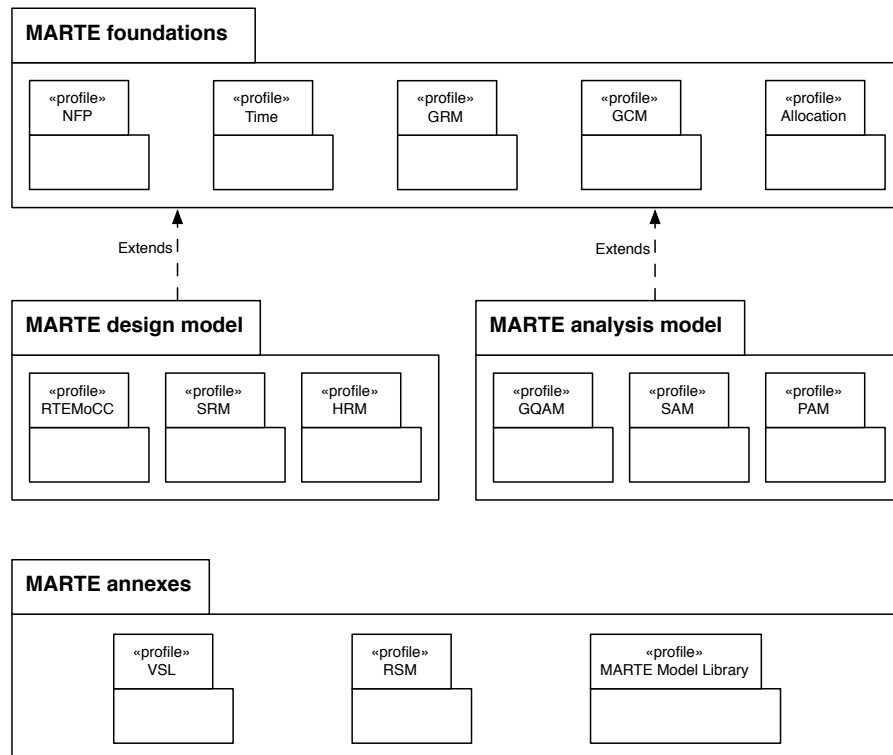 MARTE foundations
«profile»
NFP
«profile»
Time
«profile»
GRM
«profile»
GCM
«profile»
Allocation
Extends
Extends
MARTE design model
«profile»
RTEMoCC
«profile»
SRM
«profile»
HRM
MARTE analysis model
«profile»
GQAM
«profile»
SAM
«profile»
PAM
MARTE annexes
«profile»
VSL
«profile»
RSM
«profile»
MARTE Model Library